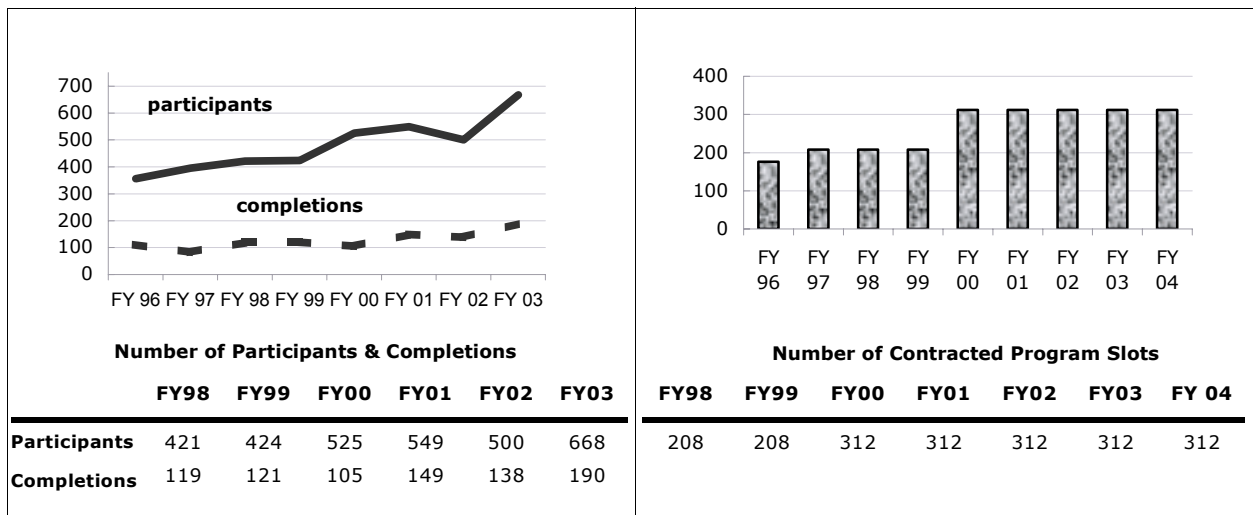 700
600
500
400
300
200
100
0
participants
completions
FY 96 FY 97 FY 98 FY 99 FY 00 FY 01 FY 02 FY 03
Number of Participants & Completions
FY98 FY99 FY00 FY01 FY02 FY03
Participants 421 424 525 549 500 668
Completions 119 121 105 149 138 190
400
300
200
100
0
FY FY FY FY FY FY FY FY FY
96 97 98 99 00 01 02 03 04
Number of Contracted Program Slots
FY98 FY99 FY00 FY01 FY02 FY03 FY 04
208 208 312 312 312 312 312